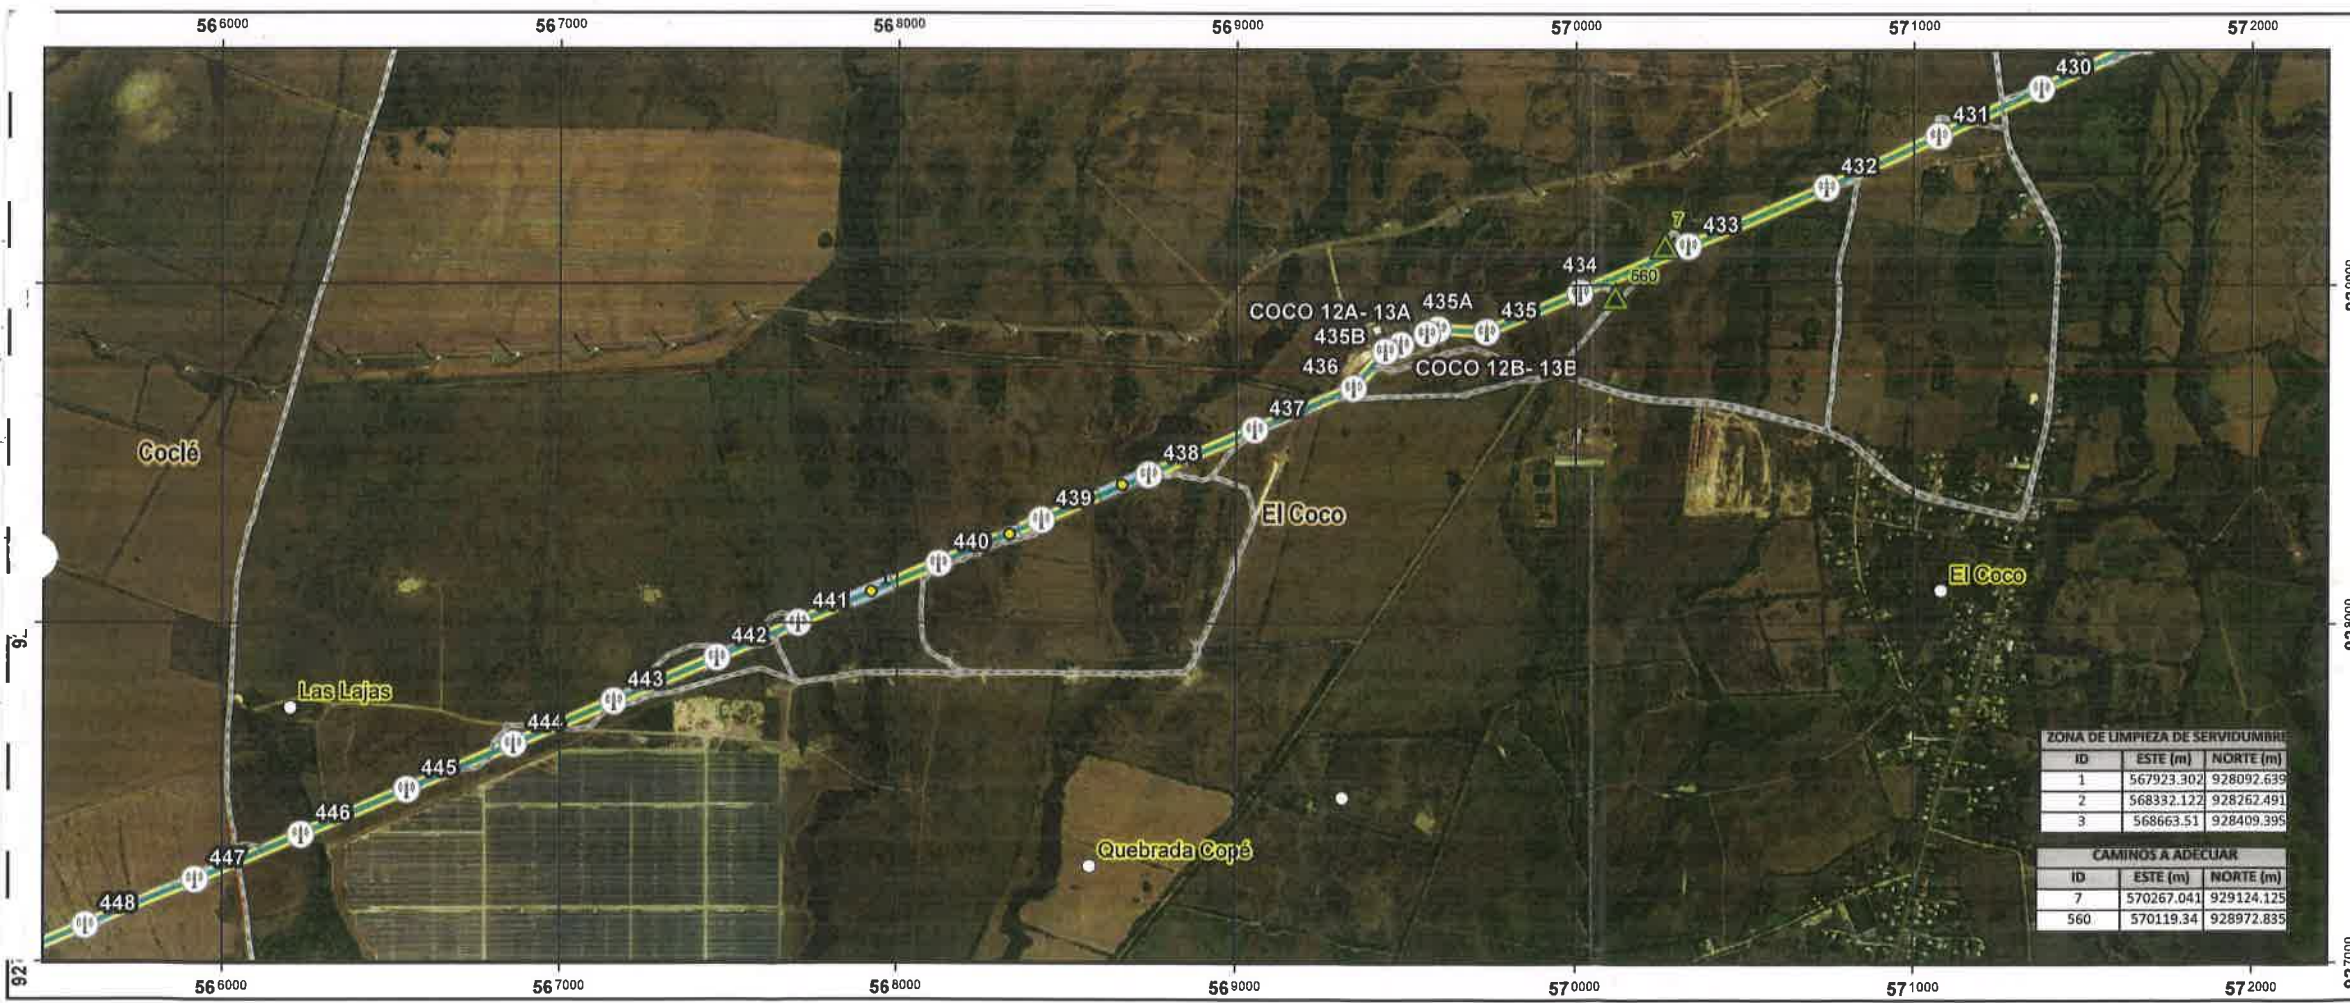 566000 567000 568000 569000 570000 571000 572000
430
431
432
7
433
434
560
435A
COCO 12A- 13A
435
435B
436
COCO 12B- 13B
437
Coclé
438
439
El Coco
440
El Coco
441
442
443
Las Lajas
444
445
446
447
Quebrada Copé
448
ZONA DE LIMPIEZA DE SERVIDUMBRE
ID ESTE (m) NORTE (m)
1 567923.302 928092.639
2 568332.122 928262.491
3 568663.51 928409.395
CAMINOS A ADECUAR
ID ESTE (m) NORTE (m)
7 570267.041 929124.125
560 570119.34 928972.835
566000 567000 568000 569000 570000 571000 572000